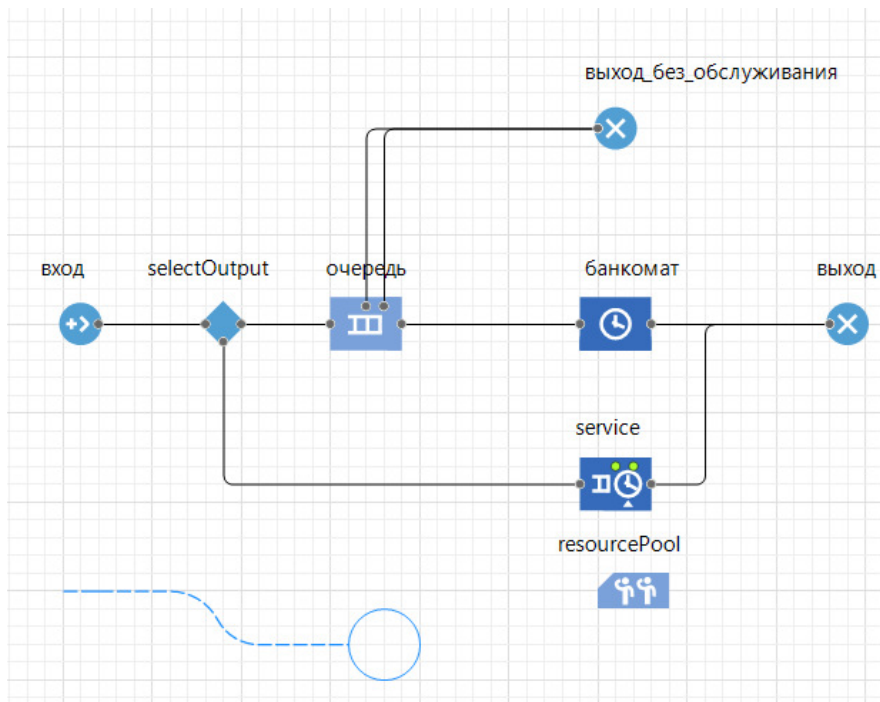 выход_без_обслуживания
вход
selectOutput
очередь
банкомат
выход
service
resourcePool